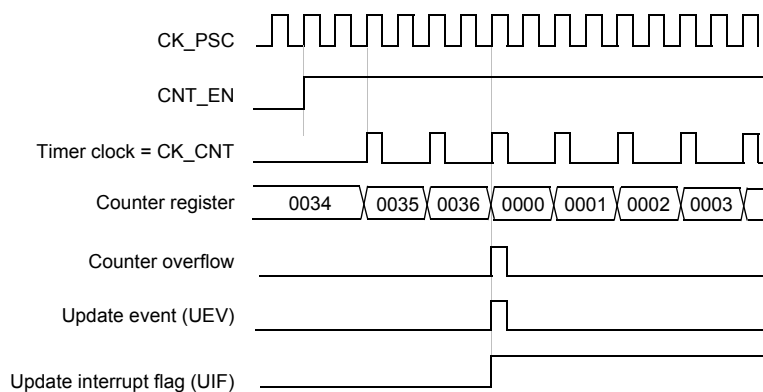 CK_PSC
CNT_EN
Timer clock = CK_CNT
Counter register 0034 0035 0036 0000 0001 0002 0003
Counter overflow
Update event (UEV)
Update interrupt flag (UIF)